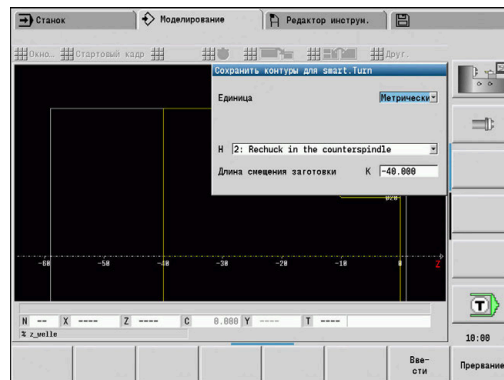 Станок Моделирование Редактор инструм.
Окно… Стартовый кадр Друг.
Сохранить контуры для smart.Turn
Единица Метрически
H 2: Rechuck in the counterspindle
Длина смещения заготовки K -40.000
Ø20
-60 -50 -40 -30 -20 -10 0 Z
N -- X ---- Z ---- C 0.000 Y ---- T ----
% z_welle
T
10:00
Вве-
сти
Прервание